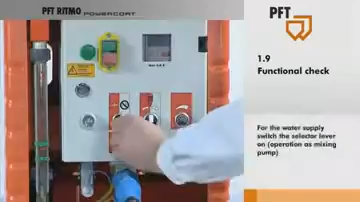 PFT RITMO POWERCOAT
PFT
1.9
Functional check
For the water supply
switch the selector lever
on (operation as mixing
pump)